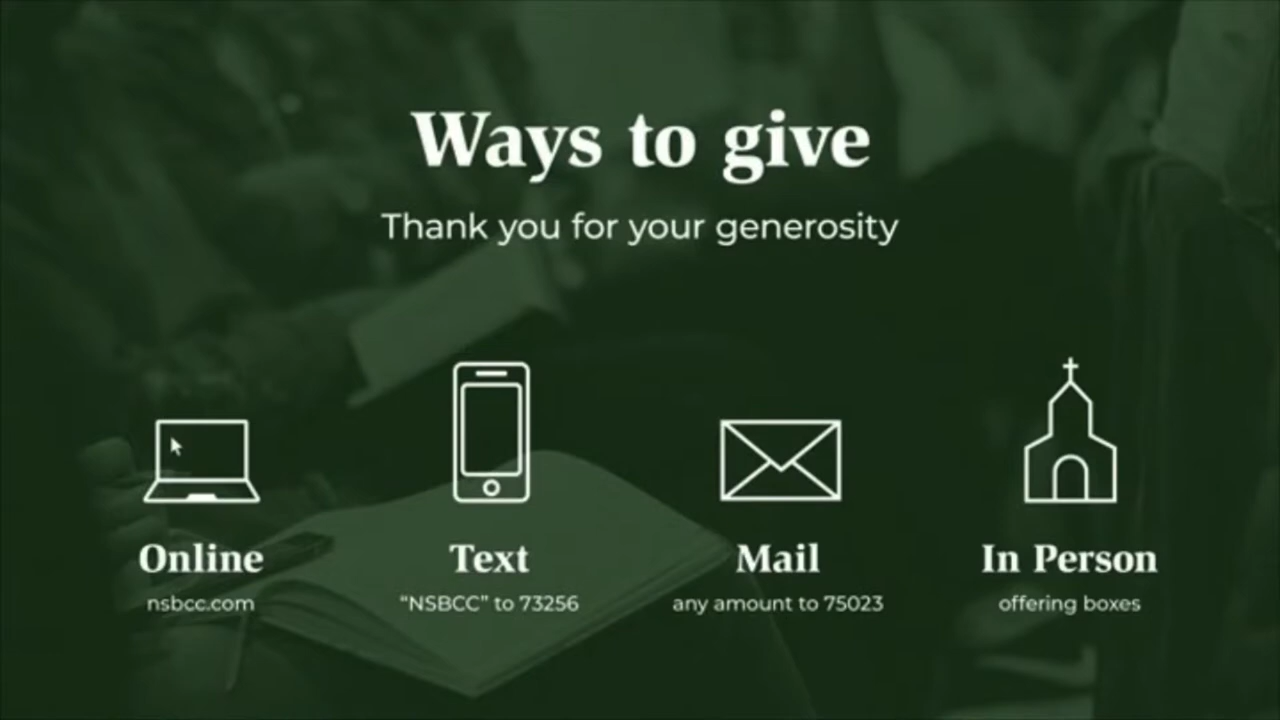 Ways to give
Thank you for your generosity
Online
nsbcc.com
Text
“NSBCC” to 73256
Mail
any amount to 75023
In Person
offering boxes